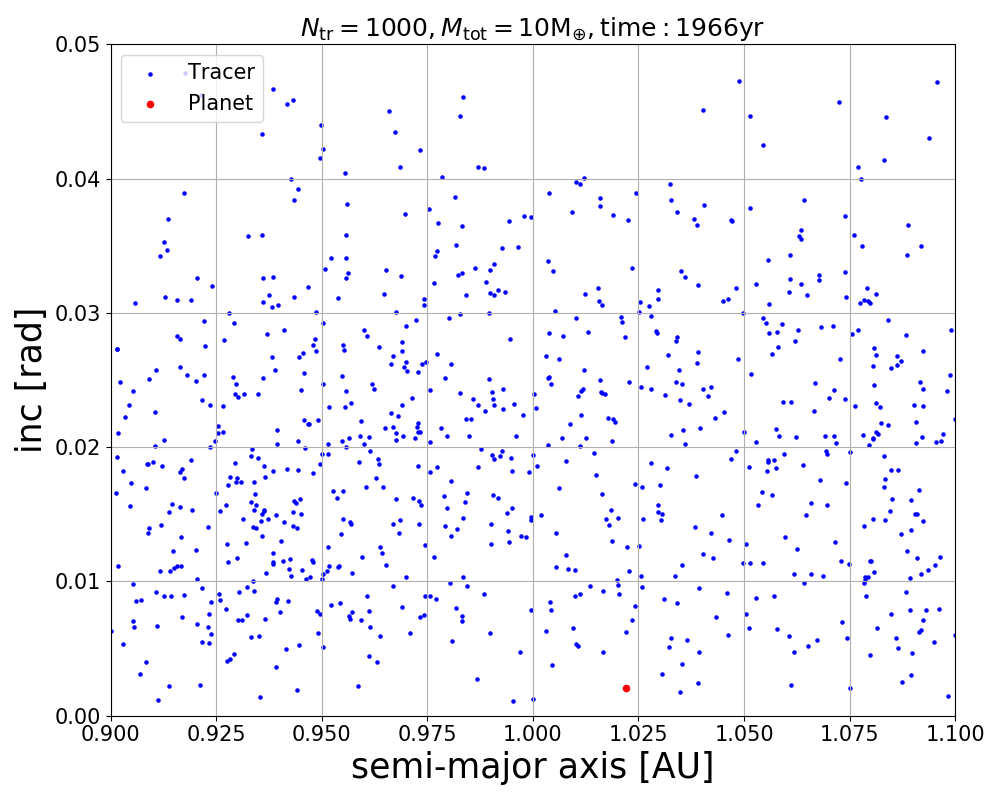 N_tr = 1000, M_tot = 10M_⊕, time : 1966yr
Tracer
Planet
inc [rad]
0.05
0.04
0.03
0.02
0.01
0.00
0.900 0.925 0.950 0.975 1.000 1.025 1.050 1.075 1.100
semi-major axis [AU]